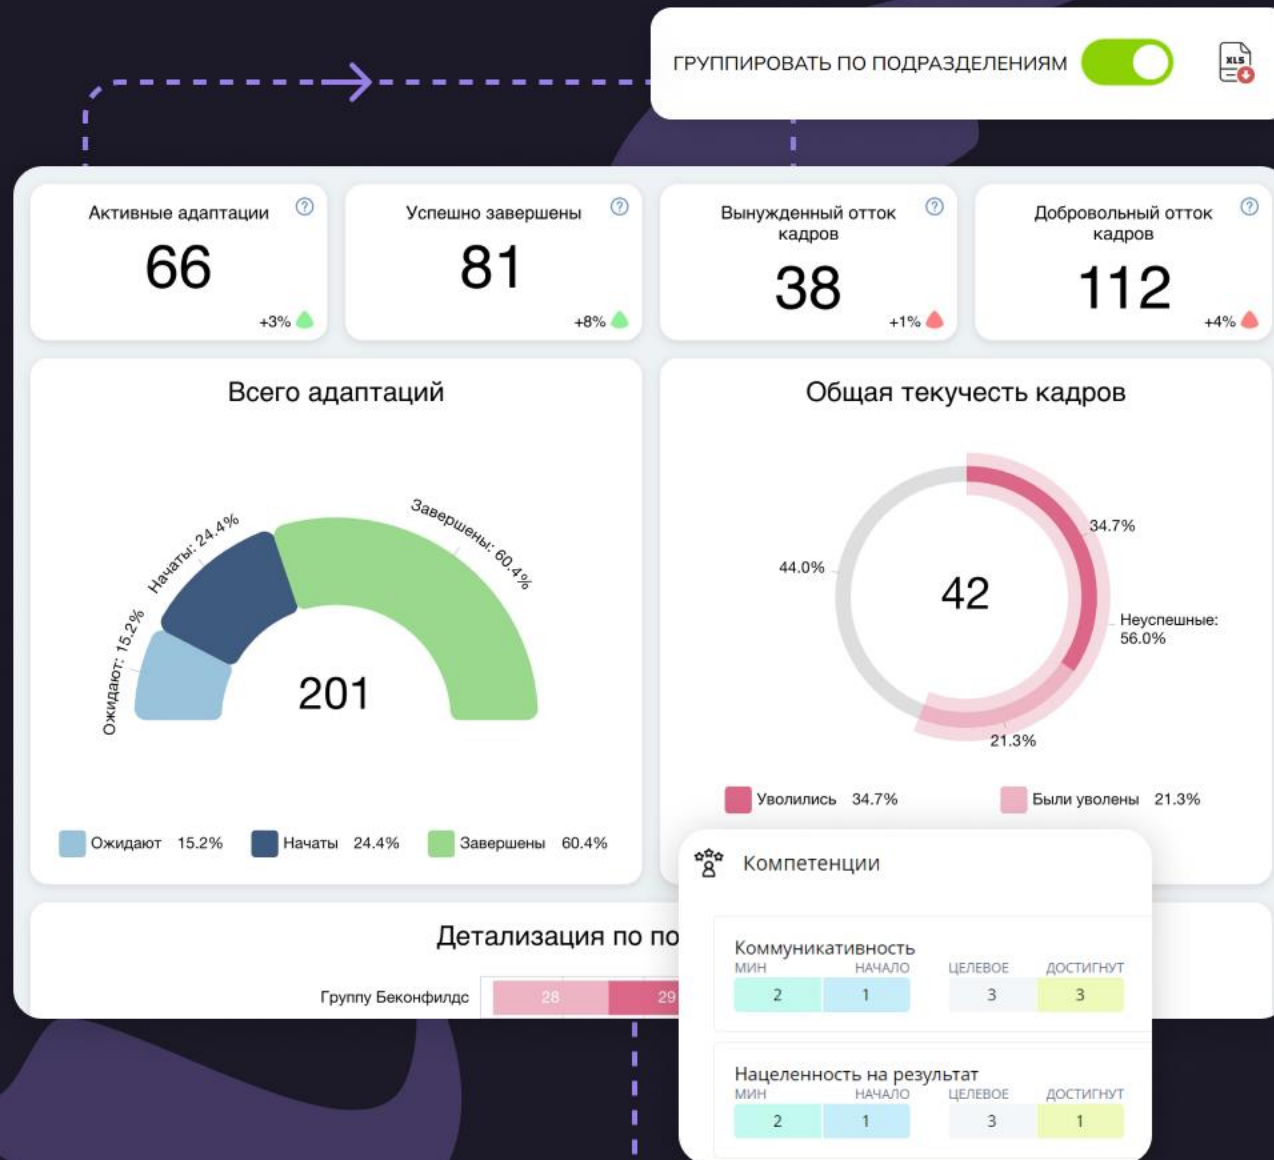 ГРУППИРОВАТЬ ПО ПОДРАЗДЕЛЕНИЯМ
XLS
Активные адаптации
66
+3%
Успешно завершены
81
+8%
Вынужденный отток
кадров
38
+1%
Добровольный отток
кадров
112
+4%
Всего адаптаций
Ожидают: 15.2%
Начаты: 24.4%
Завершены: 60.4%
201
Ожидают 15.2%
Начаты 24.4%
Завершены 60.4%
Общая текучесть кадров
44.0%
42
34.7%
Неуспешные:
56.0%
21.3%
Уволились 34.7%
Были уволены 21.3%
Детализация по по
Группу Беконфилдс
28
29
Компетенции
Коммуникативность
МИН НАЧАЛО ЦЕЛЕВОЕ ДОСТИГНУТ
2 1 3 3
Нацеленность на результат
МИН НАЧАЛО ЦЕЛЕВОЕ ДОСТИГНУТ
2 1 3 1